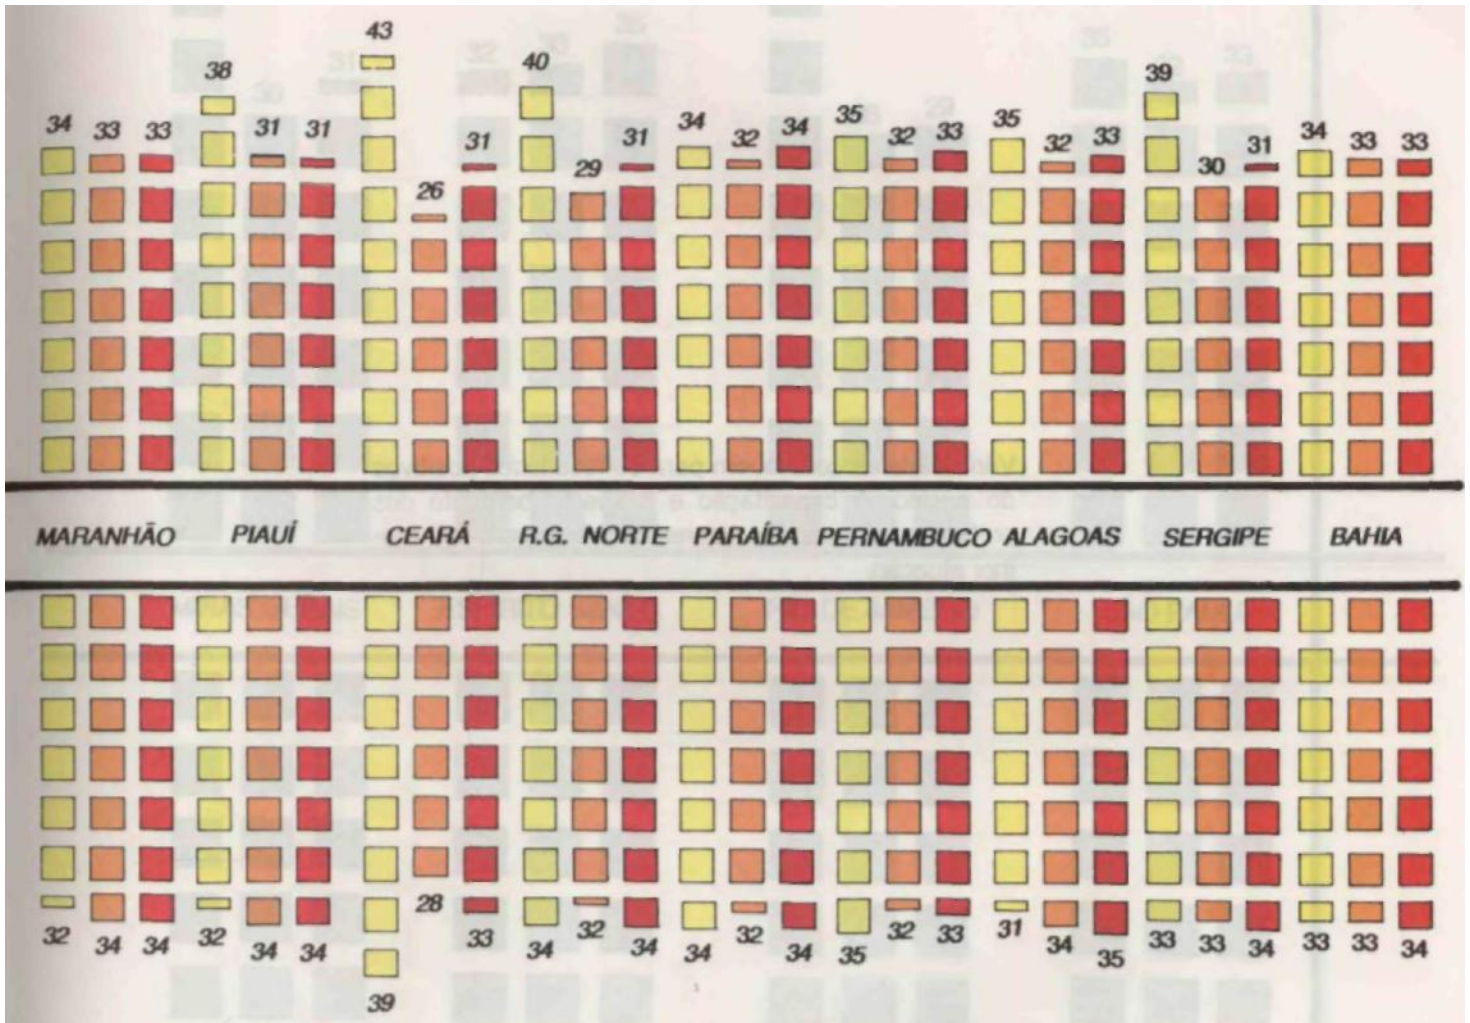 43
38 40 39
34 33 33 31 31 26 31 29 31 34 32 34 35 32 33 35 32 33 30 31 34 33 33
MARANHÃO PIAUÍ CEARÁ R.G. NORTE PARAÍBA PERNAMBUCO ALAGOAS SERGIPE BAHIA
32 34 34 32 34 34 28 33 34 32 34 34 32 34 35 32 33 31 34 35 33 33 34 33 33 34
39